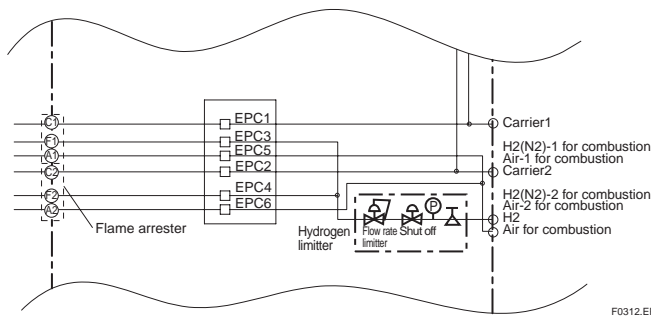 C1
F1
A1
C2
F2
A2
EPC1
EPC3
EPC5
EPC2
EPC4
EPC6
Carrier1
H2(N2)-1 for combustion
Air-1 for combustion
Carrier2
H2(N2)-2 for combustion
Air-2 for combustion
H2
Air for combustion
P
Flame arrester
Hydrogen
limitter
Flow rate
limitter
Shut off